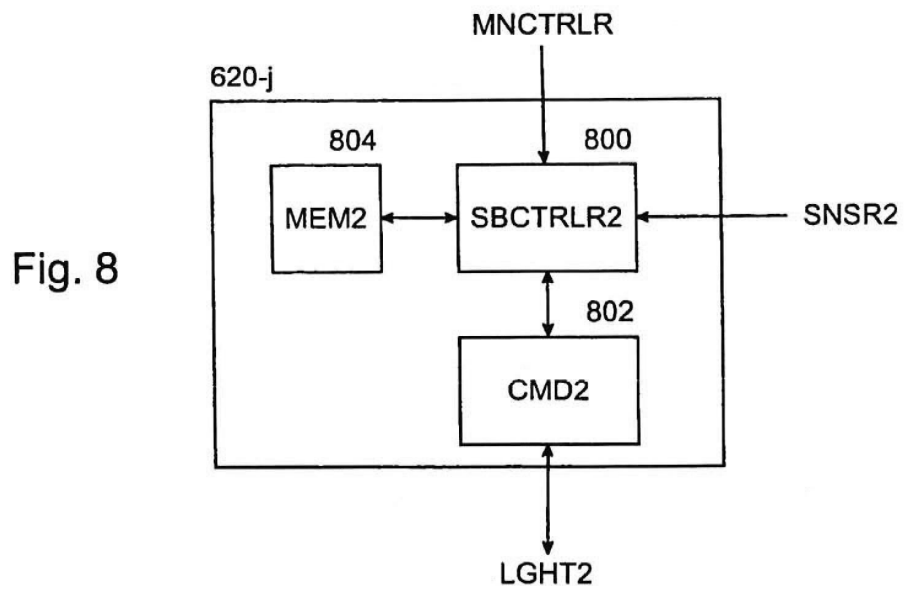 MNCTRLR
620-j
804
800
MEM2
SBCTRLR2
SNSR2
Fig. 8
802
CMD2
LGHT2